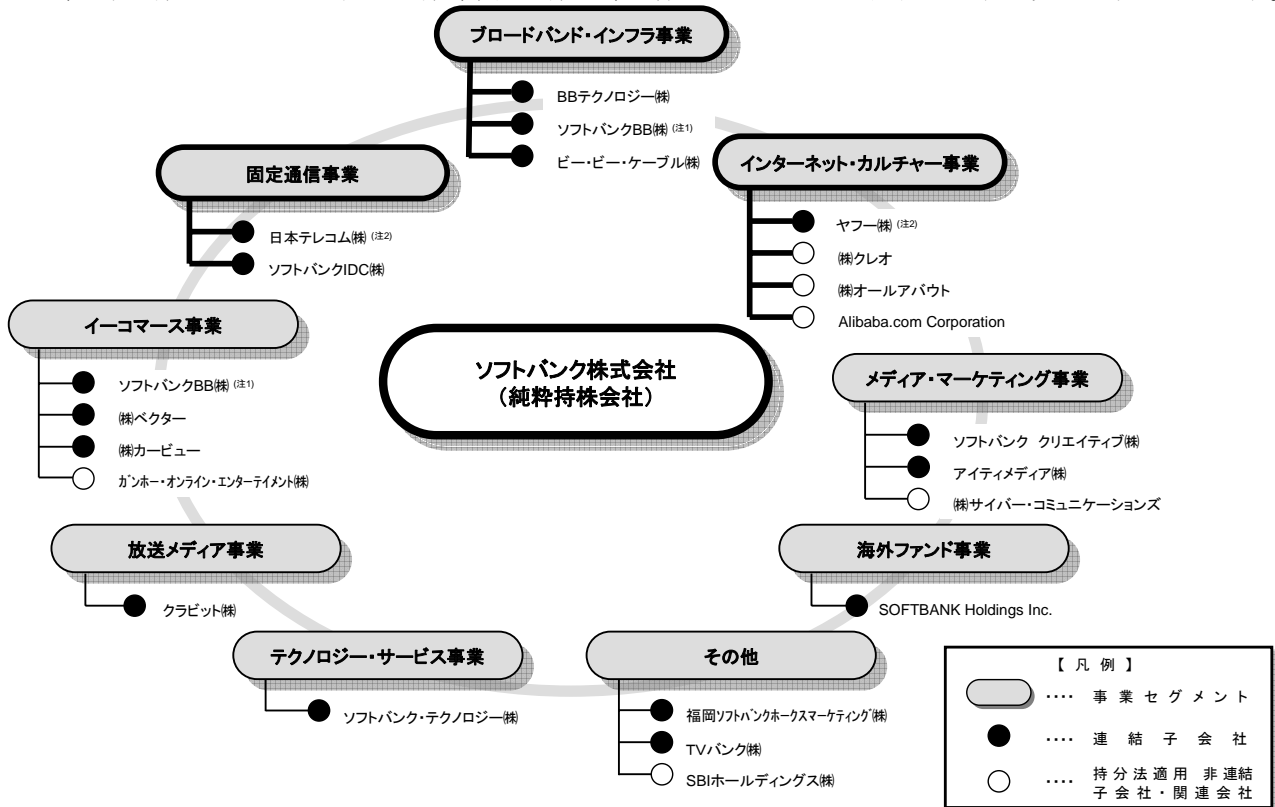 ブロードバンド・インフラ事業
BBテクノロジー㈱
ソフトバンクBB㈱ (注1)
ビー・ビー・ケーブル㈱
インターネット・カルチャー事業
ヤフー㈱ (注2)
㈱クレオ
㈱オールアバウト
Alibaba.com Corporation
固定通信事業
日本テレコム㈱ (注2)
ソフトバンクIDC㈱
イーコマース事業
ソフトバンクBB㈱ (注1)
㈱ベクター
㈱カービュー
ガンホー・オンライン・エンターテイメント㈱
ソフトバンク株式会社
（純粋持株会社）
メディア・マーケティング事業
ソフトバンク クリエイティブ㈱
アイティメディア㈱
㈱サイバー・コミュニケーションズ
放送メディア事業
クラビット㈱
海外ファンド事業
SOFTBANK Holdings Inc.
テクノロジー・サービス事業
ソフトバンク・テクノロジー㈱
その他
福岡ソフトバンクホークスマーケティング㈱
TVバンク㈱
SBIホールディングス㈱
【 凡 例 】
‥‥ 事 業 セ グ メ ン ト
‥‥ 連 結 子 会 社
‥‥ 持 分 法 適 用 非 連結
子 会 社 ・ 関 連 会 社